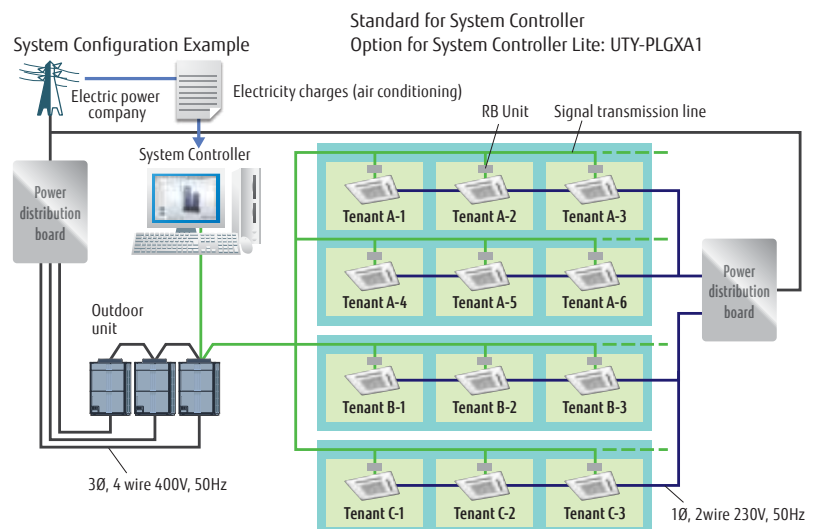 Standard for System Controller
Option for System Controller Lite: UTY-PLGXA1
System Configuration Example
Electric power
company
Electricity charges (air conditioning)
RB Unit
Signal transmission line
System Controller
Power
distribution
board
Tenant A-1
Tenant A-2
Tenant A-3
Tenant A-4
Tenant A-5
Tenant A-6
Power
distribution
board
Outdoor
unit
Tenant B-1
Tenant B-2
Tenant B-3
3Ø, 4 wire 400V, 50Hz
Tenant C-1
Tenant C-2
Tenant C-3
1Ø, 2wire 230V, 50Hz